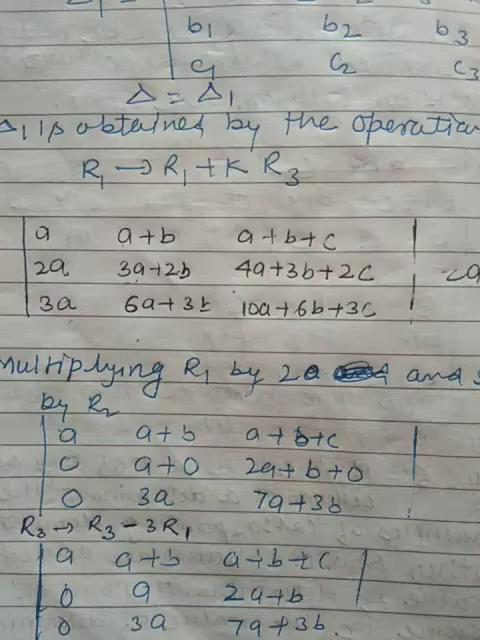 b1 b2 b3
c1 c2 c3
Δ = Δ1
Δ1 is obtained by the operation
R1 → R1 + K R3
a a+b a+b+c
2a 3a+2b 4a+3b+2c
3a 6a+3b 10a+6b+3c
Multiplying R1 by 2 and
by R2
a a+b a+b+c
0 a+0 2a+b+0
0 3a 7a+3b
R3 → R3 - 3R1
a a+b a+b+c
0 a 2a+b
0 3a 7a+3b.